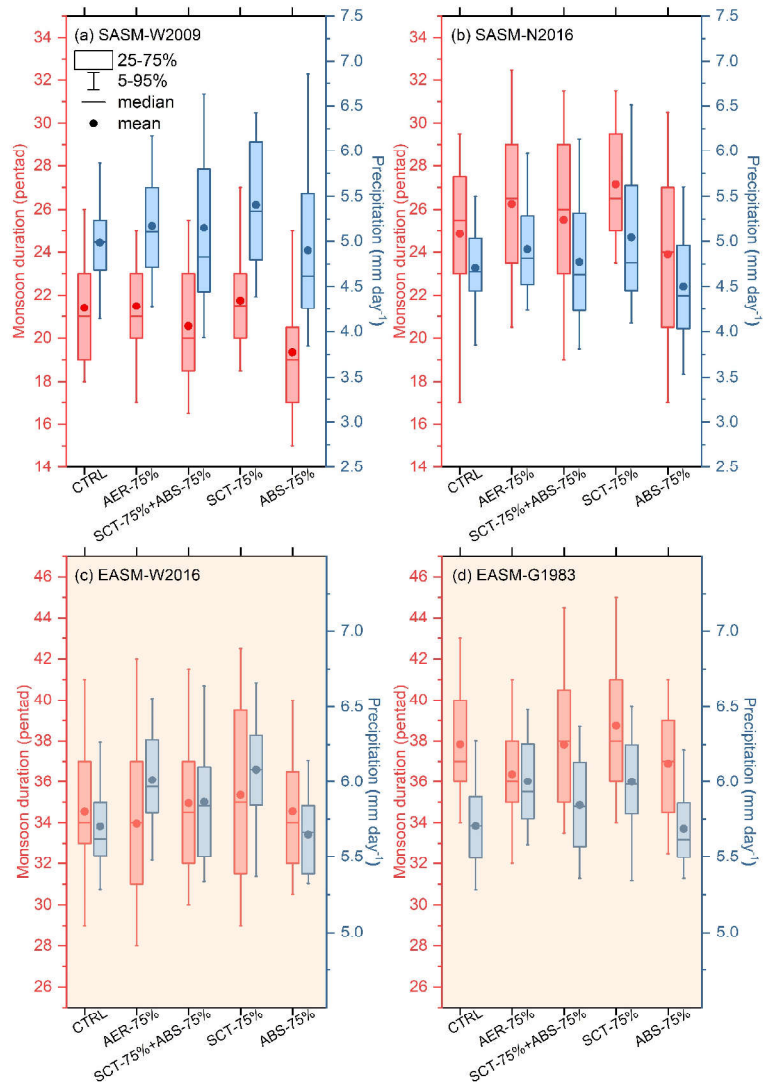 (a) SASM-W2009
25-75%
5-95%
median
mean
Monsoon duration (pentad)
35
32
30
28
26
24
22
20
18
16
14
Precipitation (mm day-1)
7.5
7.0
6.5
6.0
5.5
5.0
4.5
4.0
3.5
3.0
2.5
CTRL
AER-75%
SCT-75%+ABS-75%
SCT-75%
ABS-75%
(b) SASM-N2016
Monsoon duration (pentad)
34
32
30
28
26
24
22
20
18
16
14
Precipitation (mm day-1)
7.5
7.0
6.5
6.0
5.5
5.0
4.5
4.0
3.5
3.0
2.5
CTRL
AER-75%
SCT-75%+ABS-75%
SCT-75%
ABS-75%
(c) EASM-W2016
Monsoon duration (pentad)
46
44
42
40
38
36
34
32
30
28
26
Precipitation (mm day-1)
7.0
6.5
6.0
5.5
5.0
CTRL
AER-75%
SCT-75%+ABS-75%
SCT-75%
ABS-75%
(d) EASM-G1983
Monsoon duration (pentad)
46
44
42
40
38
36
34
32
30
28
26
Precipitation (mm day-1)
7.0
6.5
6.0
5.5
5.0
CTRL
AER-75%
SCT-75%+ABS-75%
SCT-75%
ABS-75%